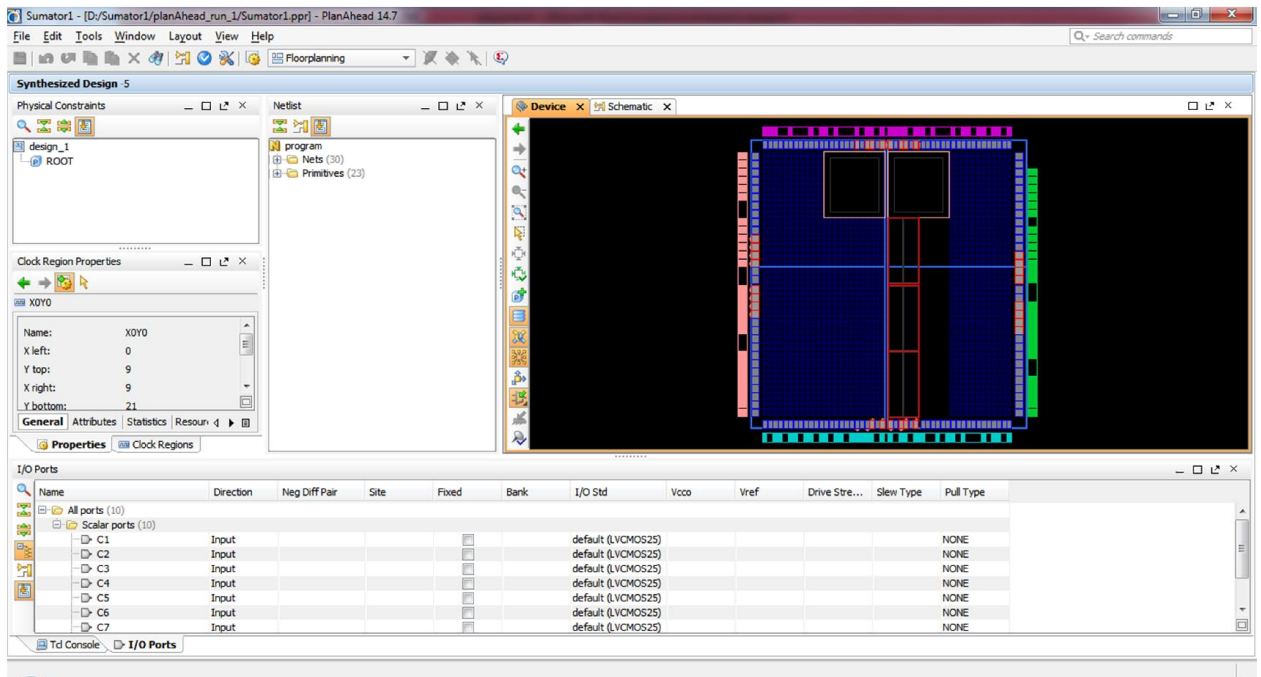 Sumator1 - [D:/Sumator1/planAhead_run_1/Sumator1.ppr] - PlanAhead 14.7
File Edit Tools Window Layout View Help
Search commands
Floorplanning
Synthesized Design -5
Physical Constraints
design_1
ROOT
Clock Region Properties
X0Y0
Name: X0Y0
X left: 0
Y top: 9
X right: 9
Y bottom: 21
General Attributes Statistics Resour
Properties Clock Regions
Netlist
program
Nets (30)
Primitives (23)
Device Schematic
I/O Ports
Name Direction Neg Diff Pair Site Fixed Bank I/O Std Vcco Vref Drive Stre... Slew Type Pull Type
All ports (10)
Scalar ports (10)
C1 Input default (LVCMOS25) NONE
C2 Input default (LVCMOS25) NONE
C3 Input default (LVCMOS25) NONE
C4 Input default (LVCMOS25) NONE
C5 Input default (LVCMOS25) NONE
C6 Input default (LVCMOS25) NONE
C7 Input default (LVCMOS25) NONE
Tcl Console I/O Ports